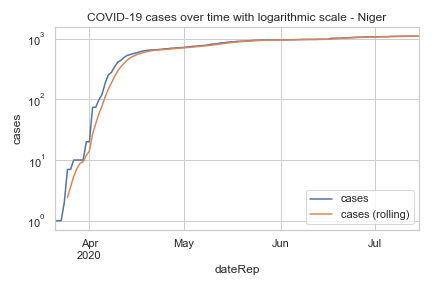 COVID-19 cases over time with logarithmic scale - Niger
cases
10³
10²
10¹
10⁰
cases
cases (rolling)
Apr
2020
May
Jun
Jul
dateRep